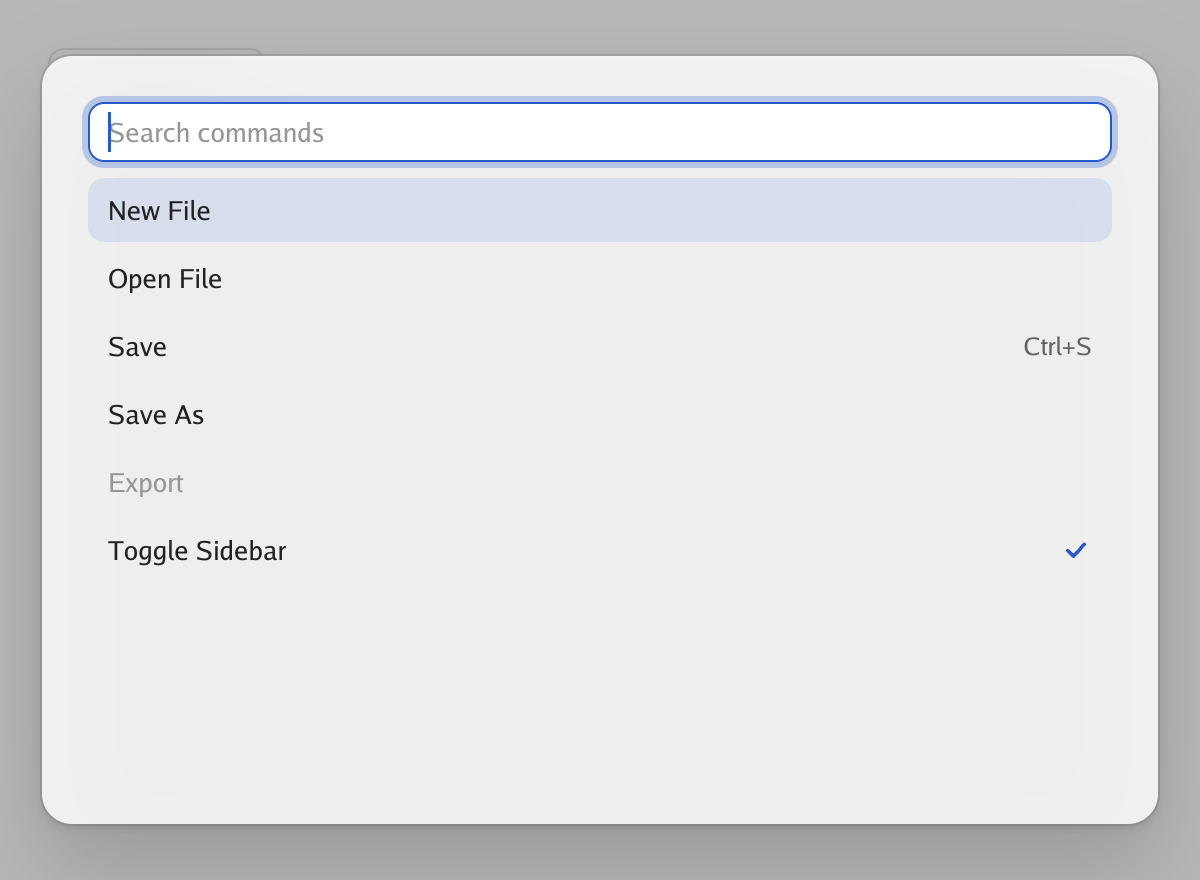 Search commands
New File
Open File
Save Ctrl+S
Save As
Export
Toggle Sidebar